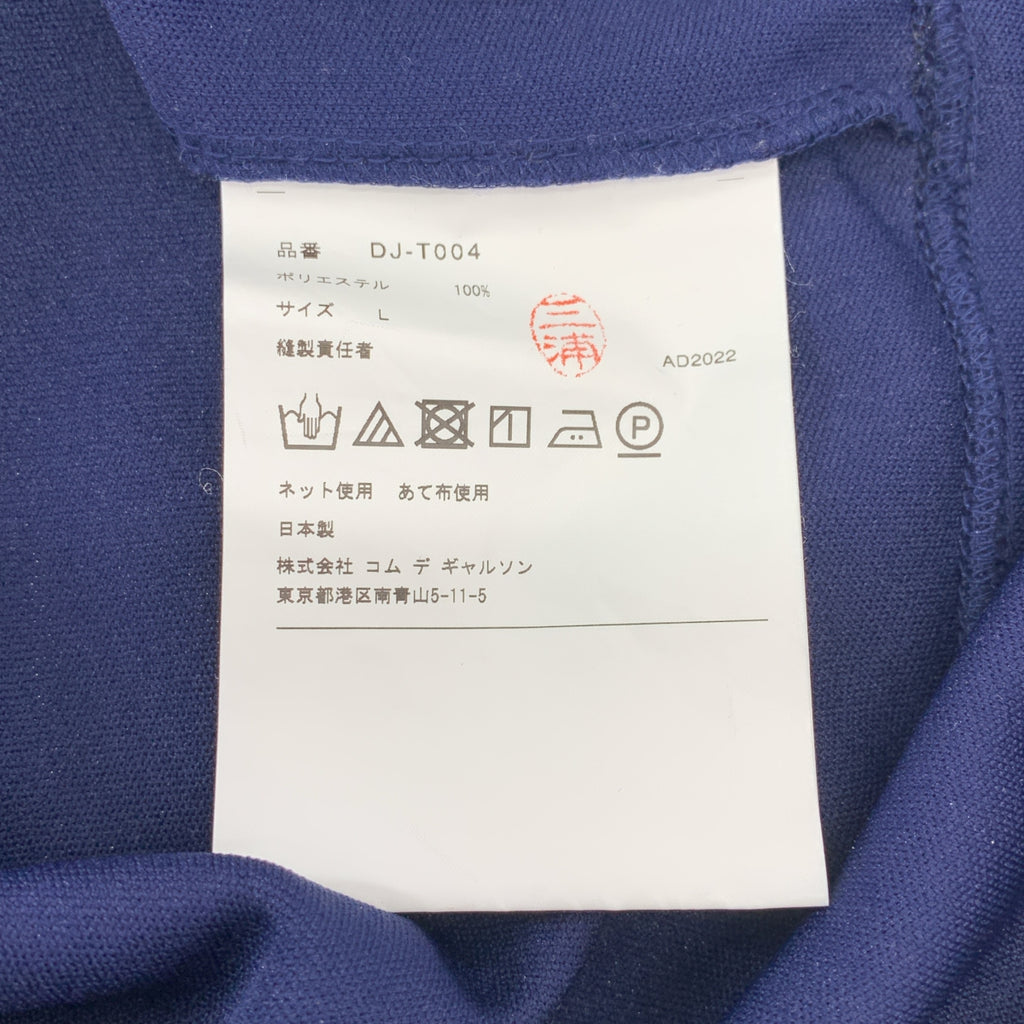 品番 DJ-T004
ポリエステル 100%
サイズ L
縫製責任者 三浦
AD2022
P
ネット使用 あて布使用
日本製
株式会社 コム デ ギャルソン
東京都港区南青山5-11-5